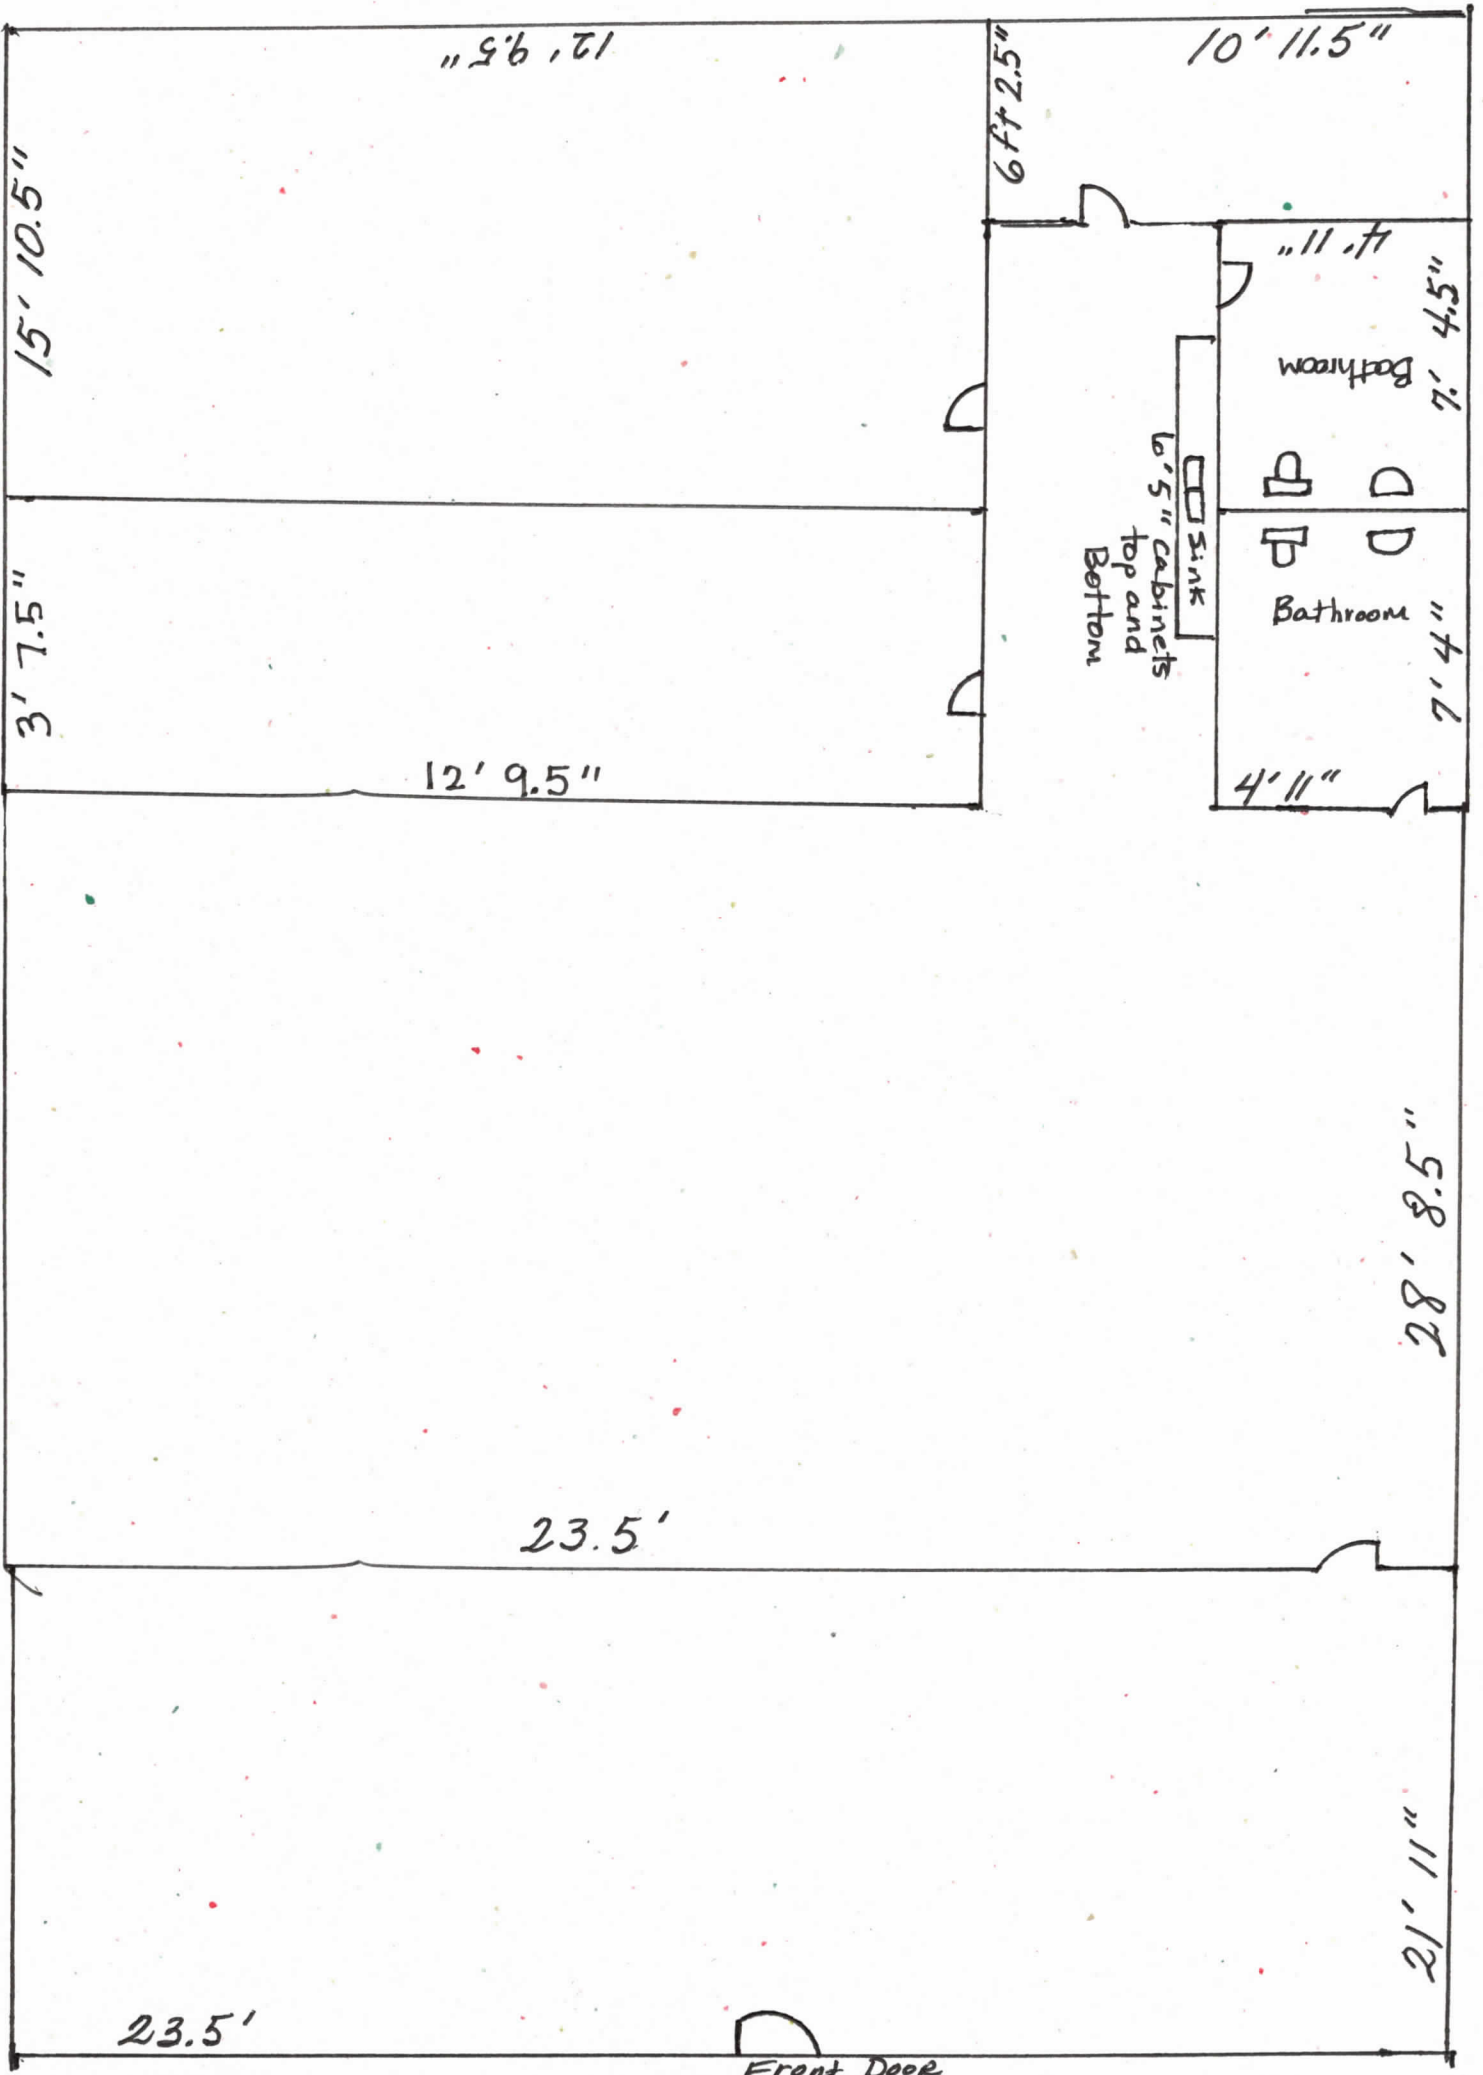 12' 9.5"
6ft 2.5"
10' 11.5"
15' 10.5"
4' 11"
7' 4.5"
Bathroom
6'5" cabinets
top and
Bottom
Sink
Bathroom
7' 4"
3' 7.5"
12' 9.5"
4' 11"
28' 8.5"
23.5'
21' 11"
23.5'
Front Door